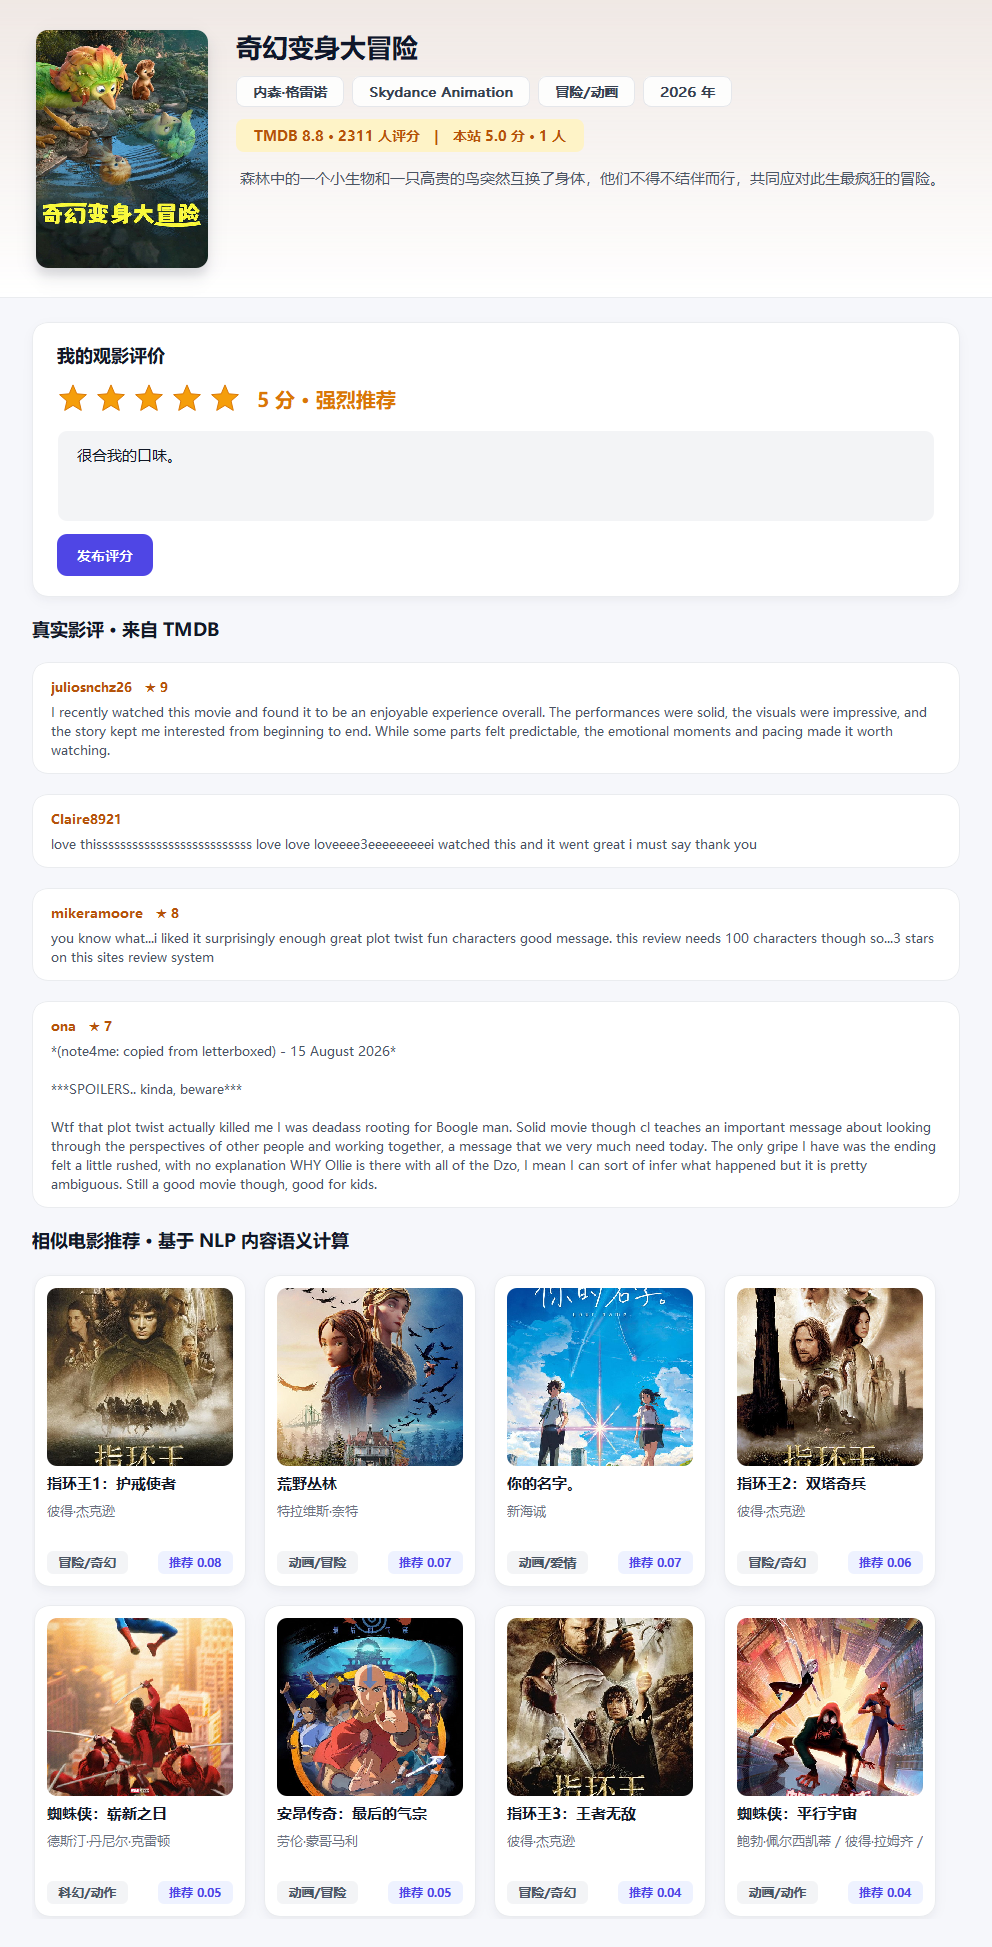 奇幻变身大冒险
奇幻变身大冒险
内森·格雷诺
Skydance Animation
冒险/动画
2026 年
TMDB 8.8 • 2311 人评分 | 本站 5.0 分 • 1 人
森林中的一个小生物和一只高贵的鸟突然互换了身体，他们不得不结伴而行，共同应对此生最疯狂的冒险。
我的观影评价
5 分 • 强烈推荐
很合我的口味。
发布评分
真实影评 • 来自 TMDB
juliosnchz26 ★ 9
I recently watched this movie and found it to be an enjoyable experience overall. The performances were solid, the visuals were impressive, and
the story kept me interested from beginning to end. While some parts felt predictable, the emotional moments and pacing made it worth
watching.
Claire8921
love thisssssssssssssssssssssssssss love love loveeee3eeeeeeeeei watched this and it went great i must say thank you
mikeramoore ★ 8
you know what...i liked it surprisingly enough great plot twist fun characters good message. this review needs 100 characters though so...3 stars
on this sites review system
ona ★ 7
*(note4me: copied from letterboxed) - 15 August 2026*
***SPOILERS.. kinda, beware***
Wtf that plot twist actually killed me I was deadass rooting for Boogle man. Solid movie though cl teaches an important message about looking
through the perspectives of other people and working together, a message that we very much need today. The only gripe I have was the ending
felt a little rushed, with no explanation WHY Ollie is there with all of the Dzo, I mean I can sort of infer what happened but it is pretty
ambiguous. Still a good movie though, good for kids.
相似电影推荐 • 基于 NLP 内容语义计算
指环王
你的名字。
指环王
指环王1：护戒使者
荒野丛林
你的名字。
指环王2：双塔奇兵
彼得·杰克逊
特拉维斯·奈特
新海诚
彼得·杰克逊
冒险/奇幻
推荐 0.08
动画/冒险
推荐 0.07
动画/爱情
推荐 0.07
冒险/奇幻
推荐 0.06
指环王
蜘蛛侠：崭新之日
安昂传奇：最后的气宗
指环王3：王者无敌
蜘蛛侠：平行宇宙
德斯汀·丹尼尔·克雷顿
劳伦·蒙哥马利
彼得·杰克逊
鲍勃·佩尔西凯蒂 / 彼得·拉姆齐 /
科幻/动作
推荐 0.05
动画/冒险
推荐 0.05
冒险/奇幻
推荐 0.04
动画/动作
推荐 0.04